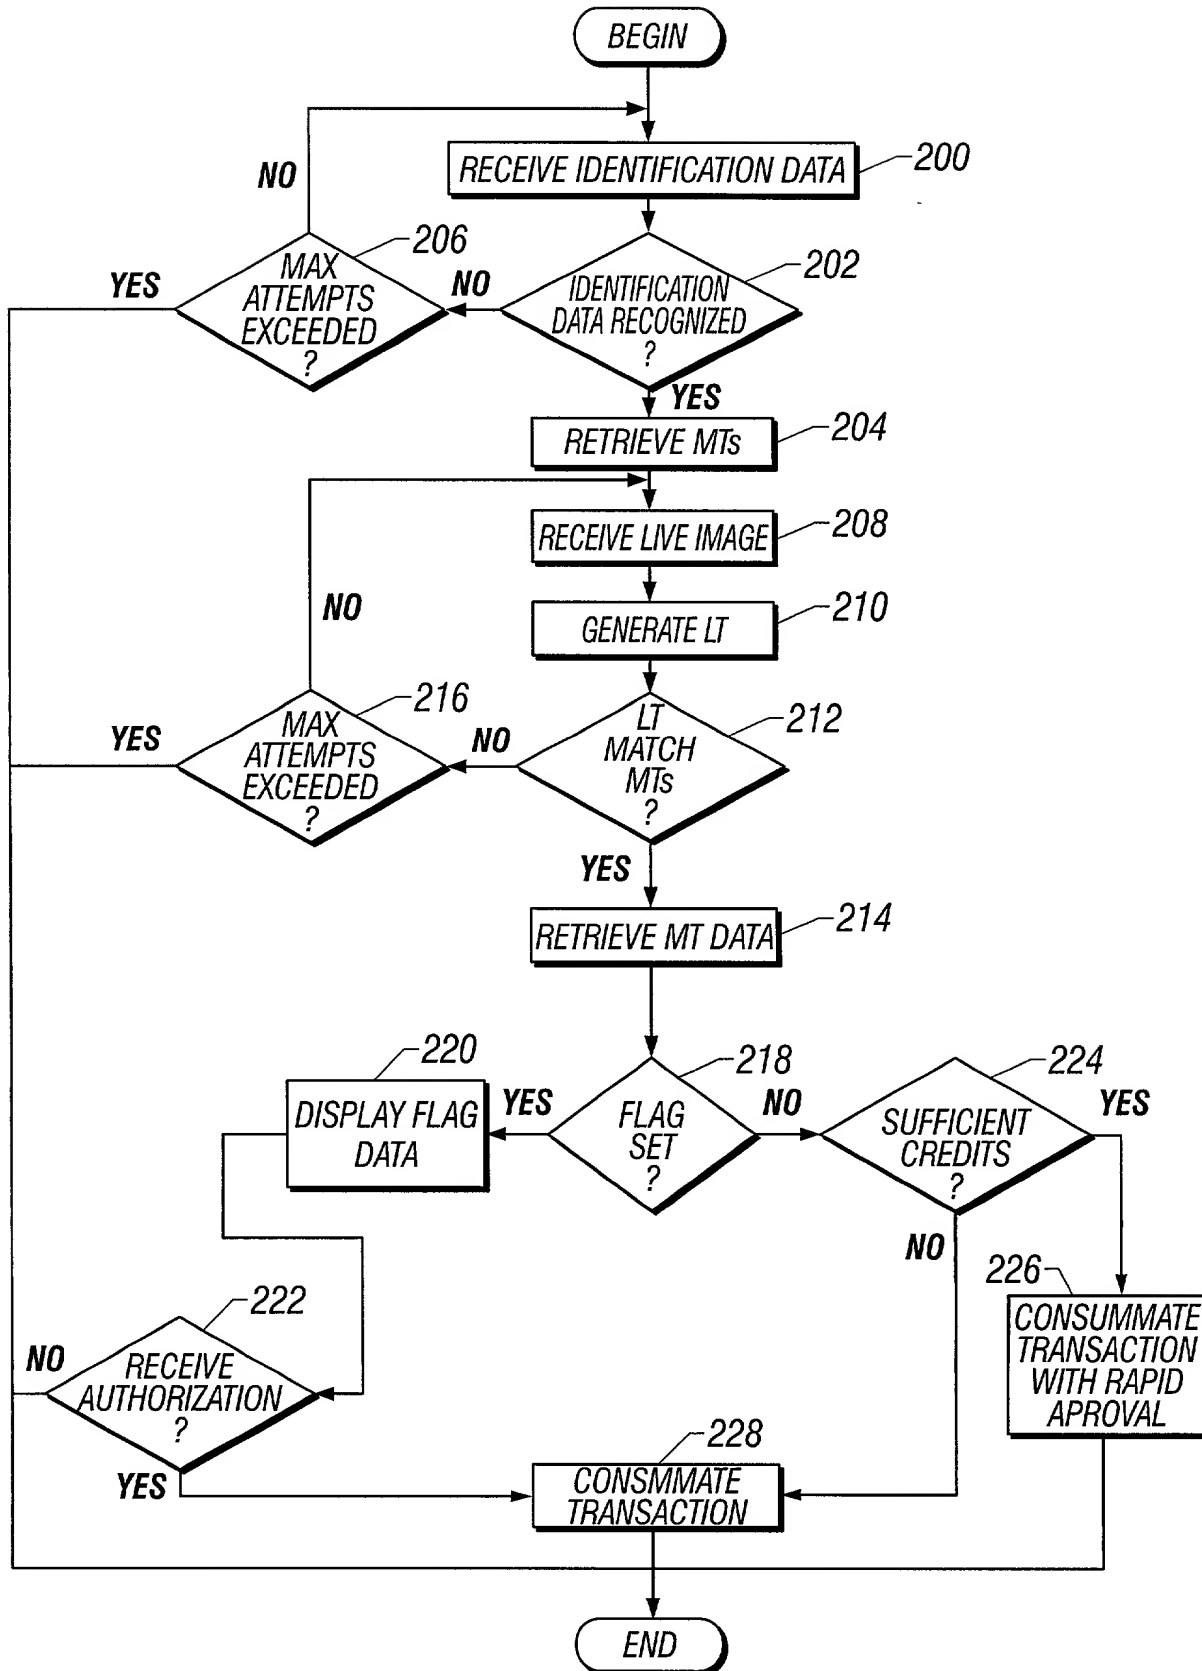 BEGIN
RECEIVE IDENTIFICATION DATA
200
NO
206
MAX
ATTEMPTS
EXCEEDED
?
YES
NO
202
IDENTIFICATION
DATA RECOGNIZED
?
YES
RETRIEVE MTs
204
RECEIVE LIVE IMAGE
208
NO
GENERATE LT
210
216
MAX
ATTEMPTS
EXCEEDED
?
YES
NO
212
LT
MATCH
MTs
?
YES
RETRIEVE MT DATA
214
220
DISPLAY FLAG
DATA
YES
218
FLAG
SET
?
NO
224
SUFFICIENT
CREDITS
?
YES
NO
226
CONSUMMATE
TRANSACTION
WITH RAPID
APROVAL
222
NO
RECEIVE
AUTHORIZATION
?
YES
228
CONSMMATE
TRANSACTION
END